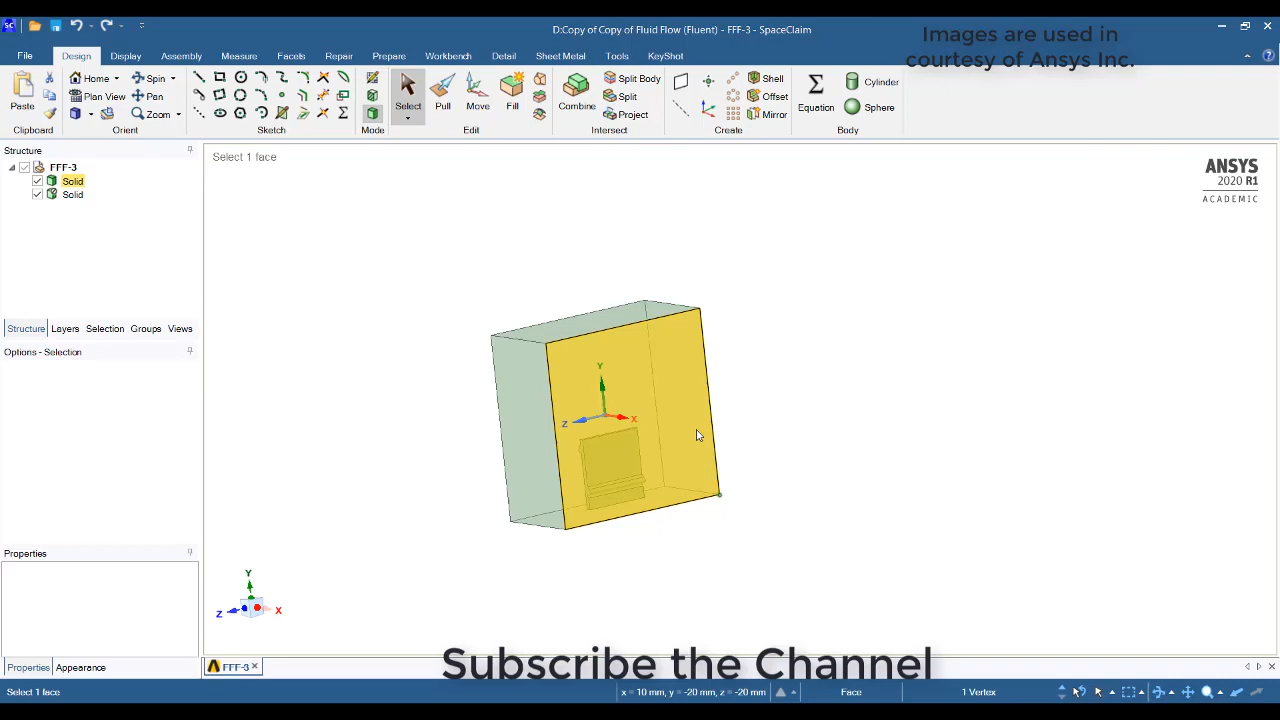 D:Copy of Copy of Fluid Flow (Fluent) - FFF-3 - SpaceClaim
Images are used in
courtesy of Ansys Inc.
File Design Display Assembly Measure Facets Repair Prepare Workbench Detail Sheet Metal Tools KeyShot
Paste
Home Spin
Plan View Pan
Zoom
Select Pull Move Fill
Combine
Split Body
Split
Project
Shell
Offset
Mirror
Equation
Cylinder
Sphere
Clipboard Orient Sketch Mode Edit Intersect Create Body
Structure
FFF-3
Solid
Solid
Structure Layers Selection Groups Views
Options - Selection
Properties
Properties Appearance
Select 1 face
ANSYS
2020 R1
ACADEMIC
Y
X
Z
Y
Z
X
FFF-3
Subscribe the Channel
Select 1 face x = 10 mm, y = -20 mm, z = -20 mm Face 1 Vertex